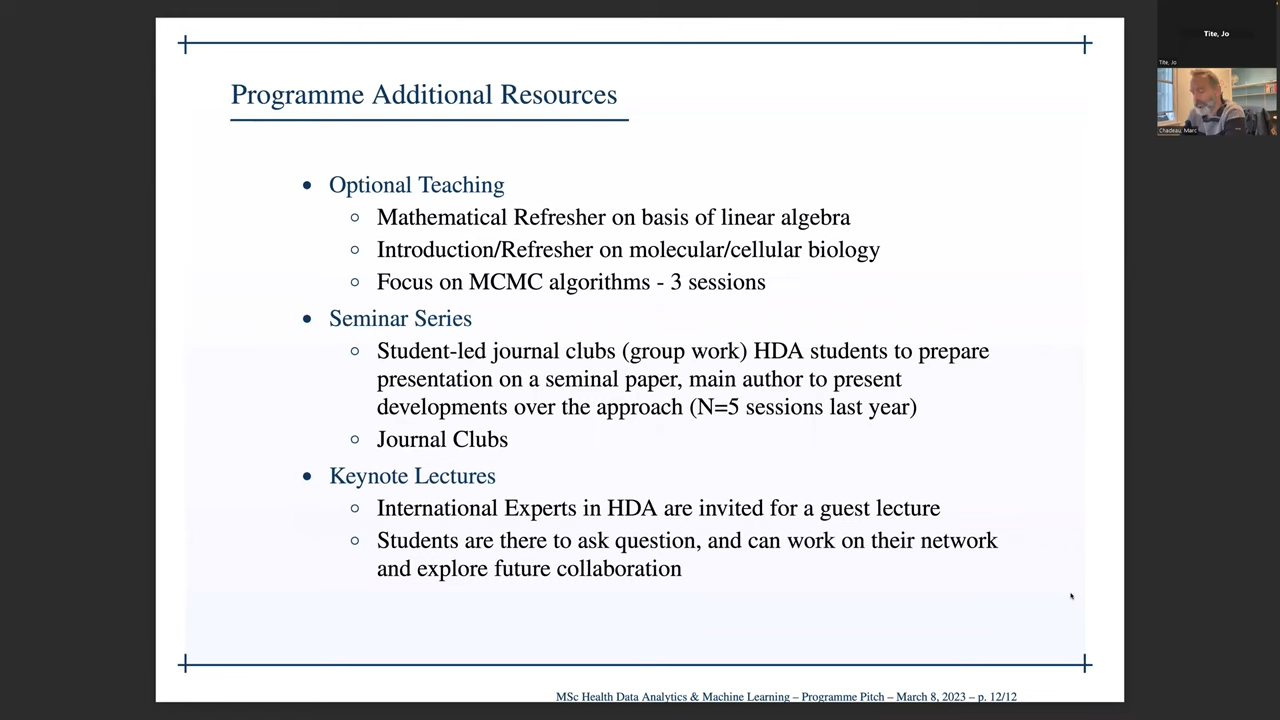 Programme Additional Resources
Optional Teaching
Mathematical Refresher on basis of linear algebra
Introduction/Refresher on molecular/cellular biology
Focus on MCMC algorithms - 3 sessions
Seminar Series
Student-led journal clubs (group work) HDA students to prepare
presentation on a seminal paper, main author to present
developments over the approach (N=5 sessions last year)
Journal Clubs
Keynote Lectures
International Experts in HDA are invited for a guest lecture
Students are there to ask question, and can work on their network
and explore future collaboration
MSc Health Data Analytics & Machine Learning – Programme Pitch – March 8, 2023 – p. 12/12
Tite, Jo
Tite, Jo
Chadeau, Marc